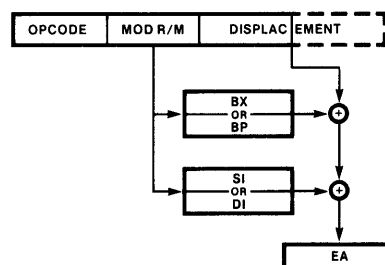 OPCODE MOD R/M DISPLACEMENT
BX
OR
BP
+
SI
OR
DI
+
EA